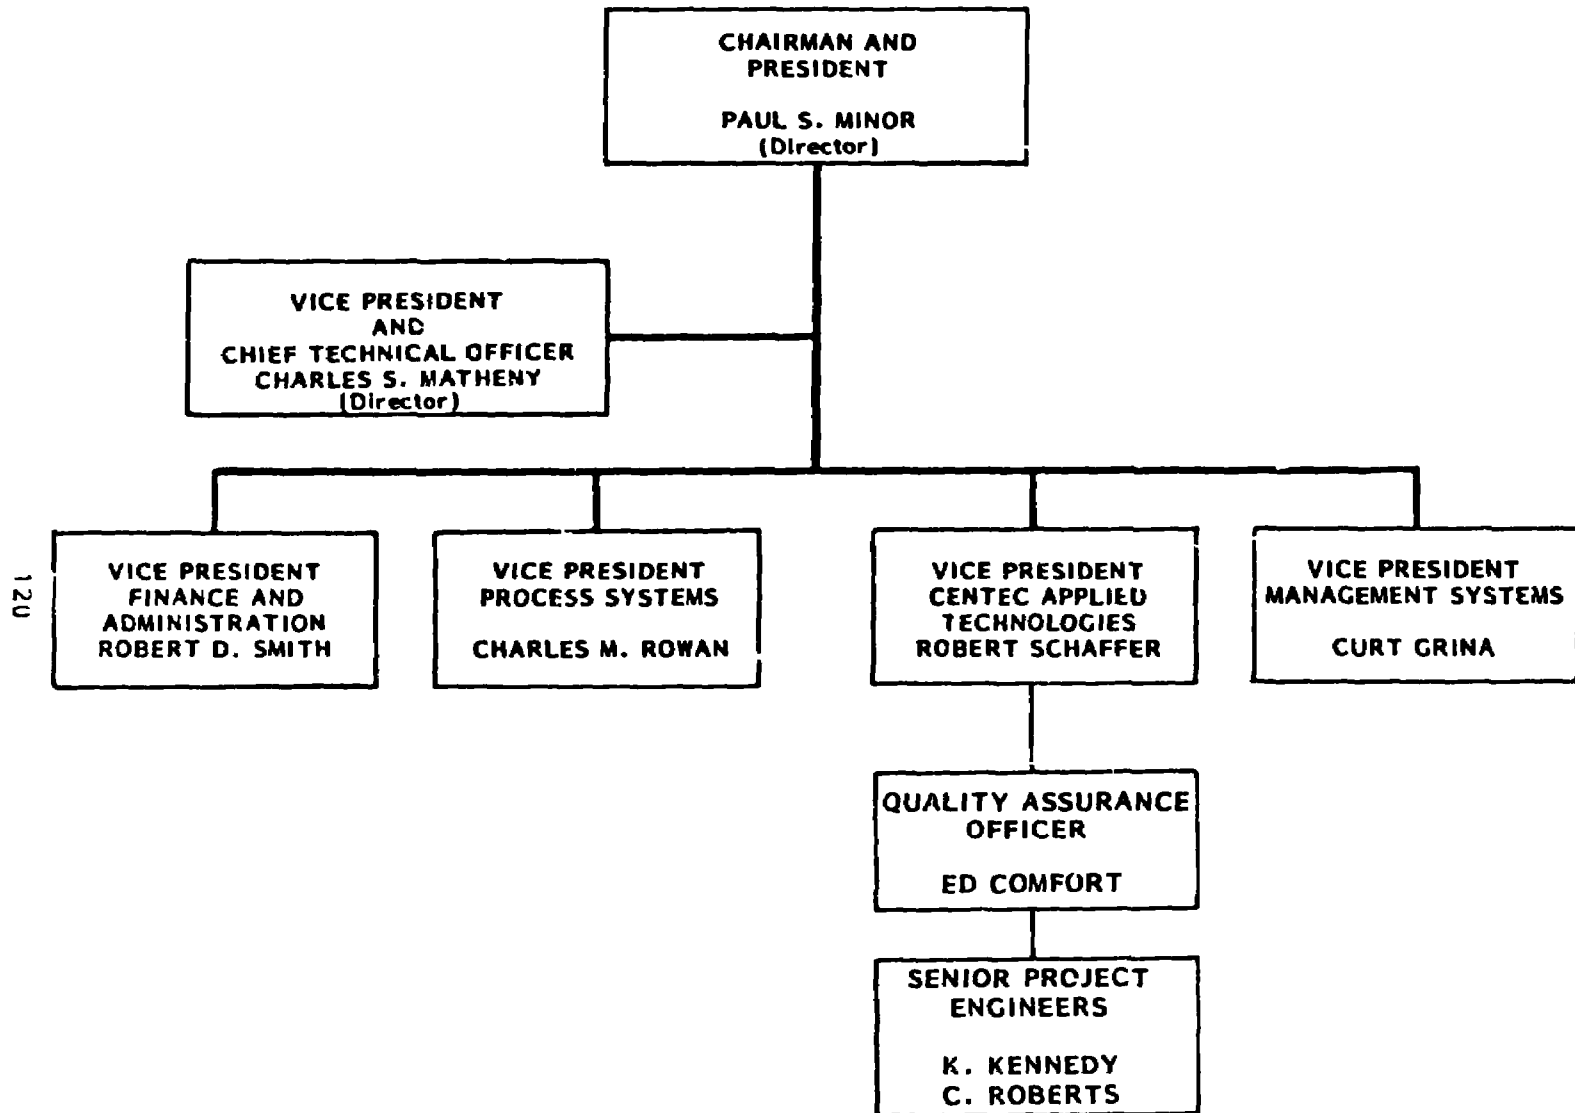 CHAIRMAN AND
PRESIDENT
PAUL S. MINOR
(Director)
VICE PRESIDENT
AND
CHIEF TECHNICAL OFFICER
CHARLES S. MATHENY
(Director)
VICE PRESIDENT
FINANCE AND
ADMINISTRATION
ROBERT D. SMITH
VICE PRESIDENT
PROCESS SYSTEMS
CHARLES M. ROWAN
VICE PRESIDENT
CENTEC APPLIED
TECHNOLOGIES
ROBERT SCHAFFER
VICE PRESIDENT
MANAGEMENT SYSTEMS
CURT GRINA
QUALITY ASSURANCE
OFFICER
ED COMFORT
SENIOR PROJECT
ENGINEERS
K. KENNEDY
C. ROBERTS
120